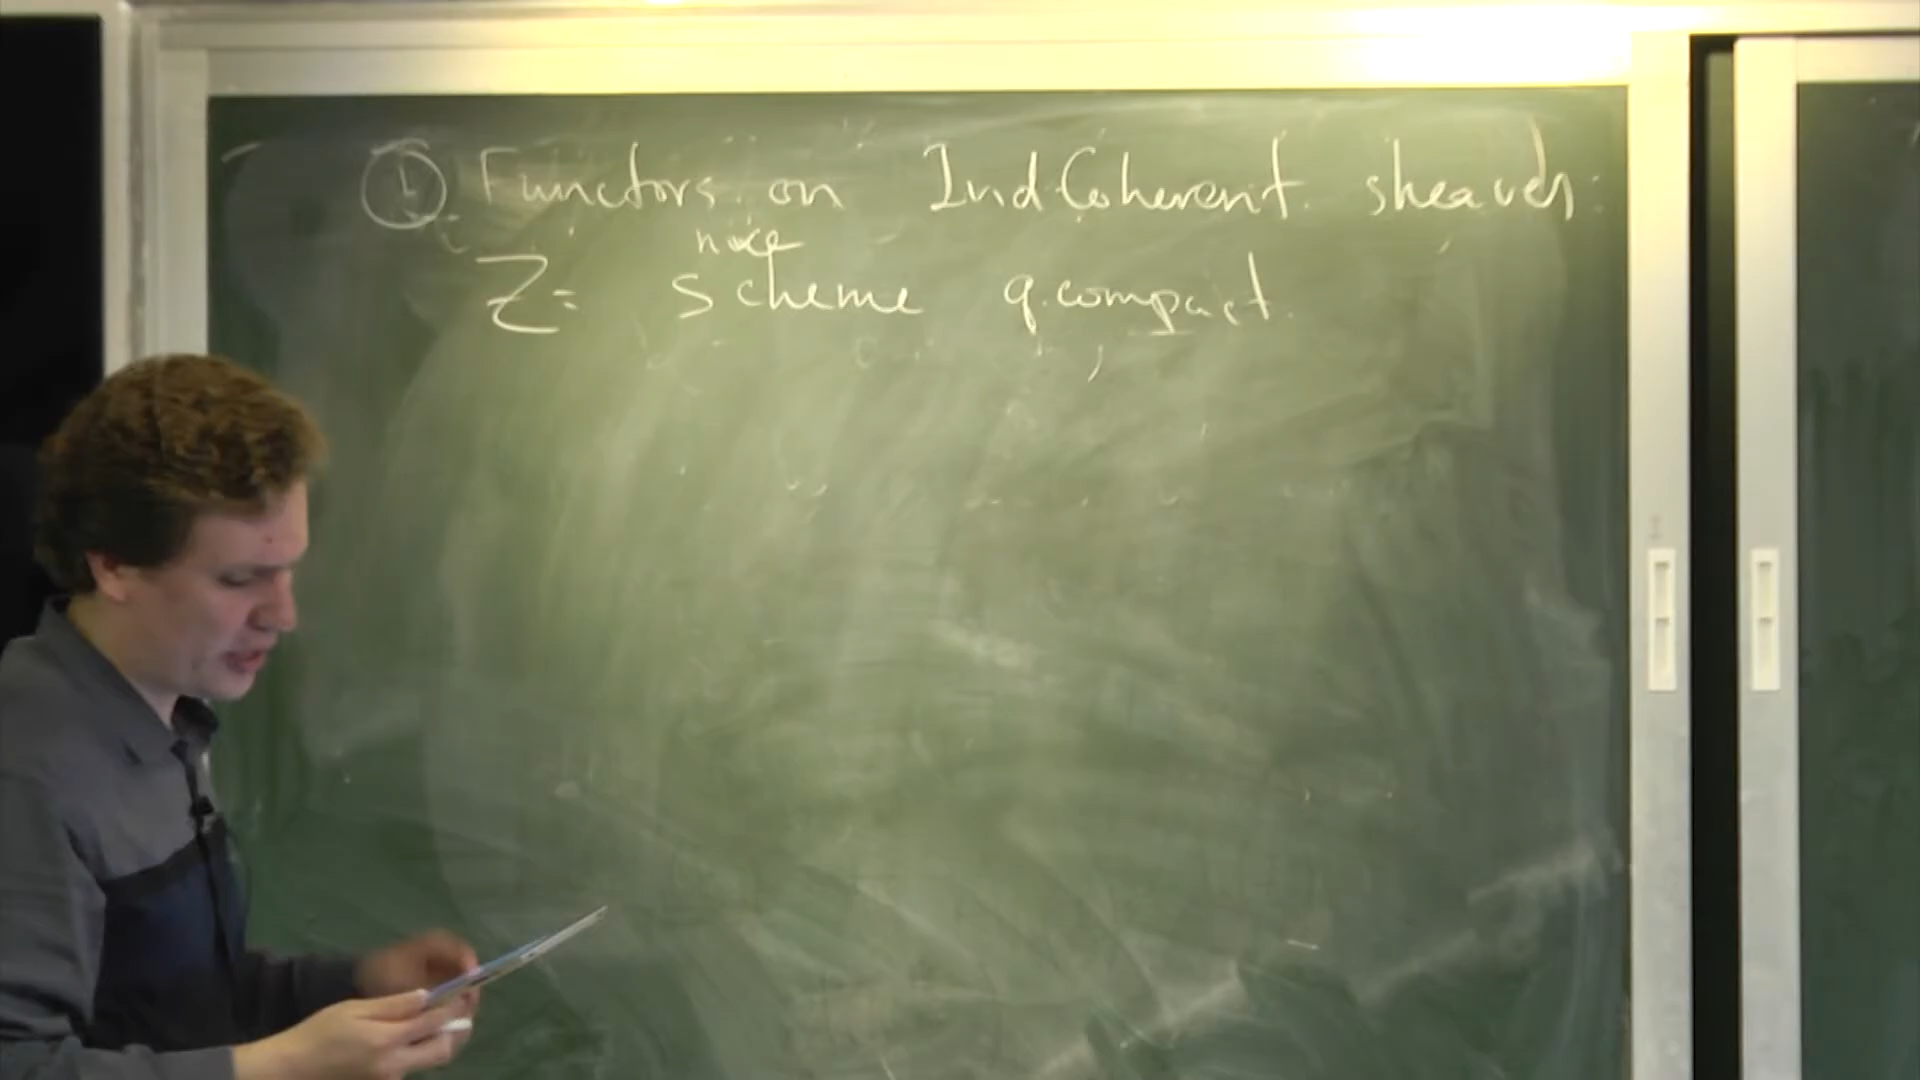 ① Functors on IndCoherent sheaves:
nice
Z = scheme q.compact.